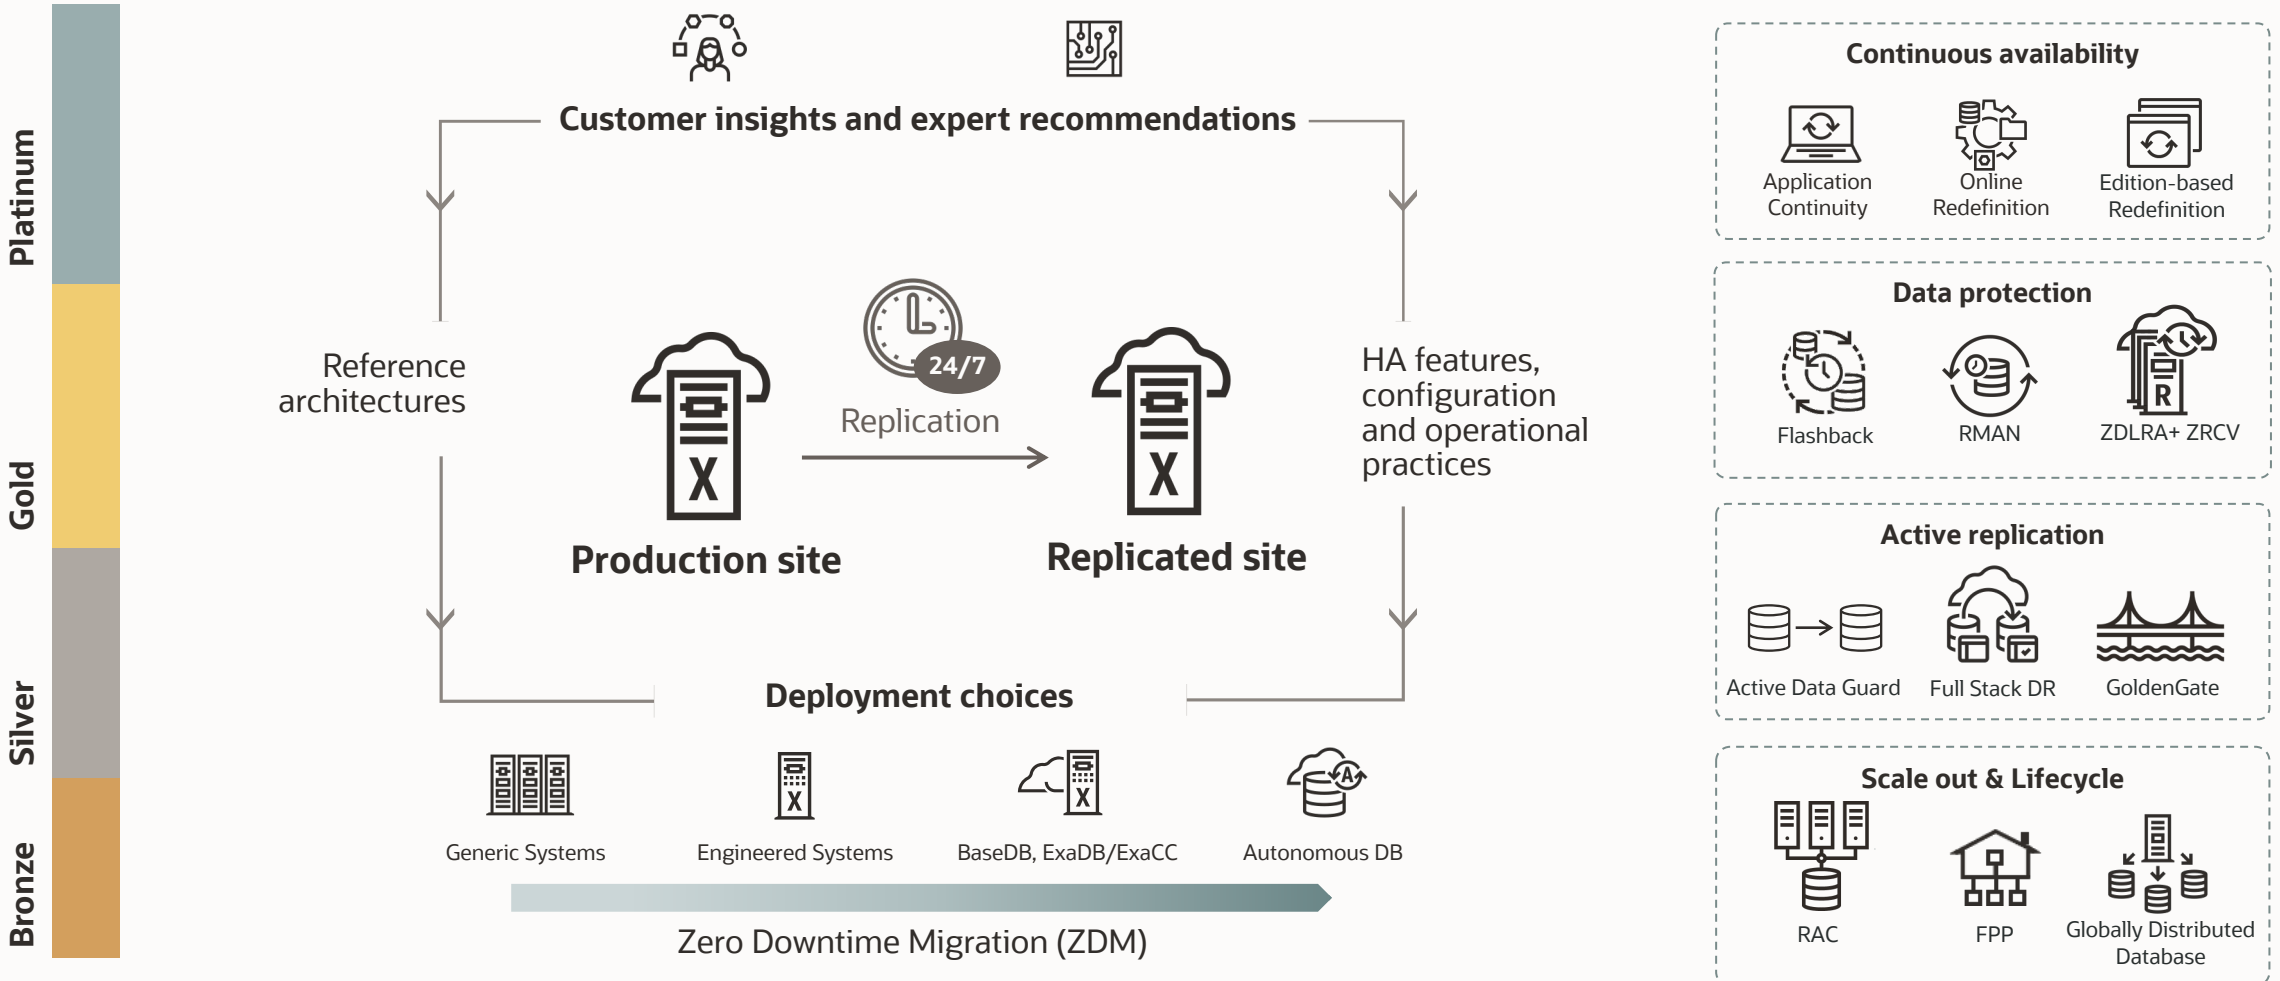 Platinum
Gold
Silver
Bronze
Customer insights and expert recommendations
Reference
architectures
24/7
Replication
X
Production site
X
Replicated site
HA features,
configuration
and operational
practices
Deployment choices
X
X
A
Generic Systems
Engineered Systems
BaseDB, ExaDB/ExaCC
Autonomous DB
Zero Downtime Migration (ZDM)
Continuous availability
Application
Continuity
Online
Redefinition
Edition-based
Redefinition
Data protection
R
Flashback
RMAN
ZDLRA+ ZRCV
Active replication
Active Data Guard
Full Stack DR
GoldenGate
Scale out & Lifecycle
RAC
FPP
Globally Distributed
Database